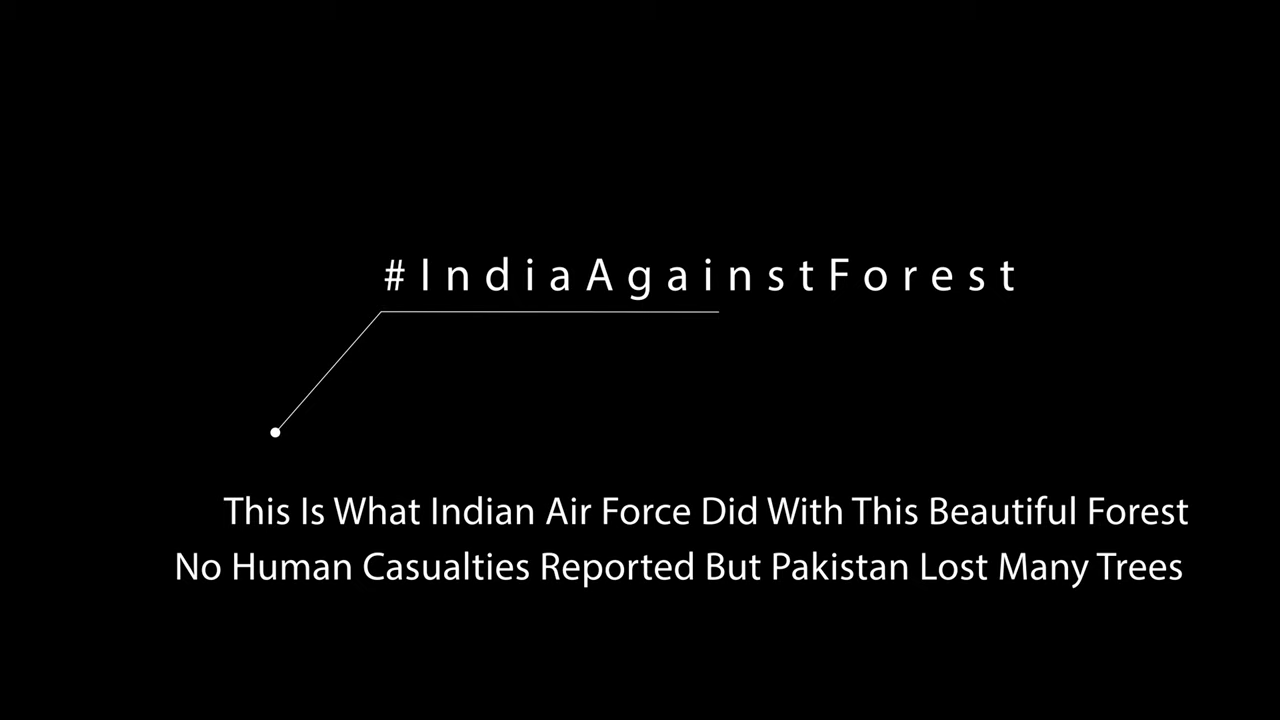 #IndiaAgainstForest
This Is What Indian Air Force Did With This Beautiful Forest
No Human Casualties Reported But Pakistan Lost Many Trees